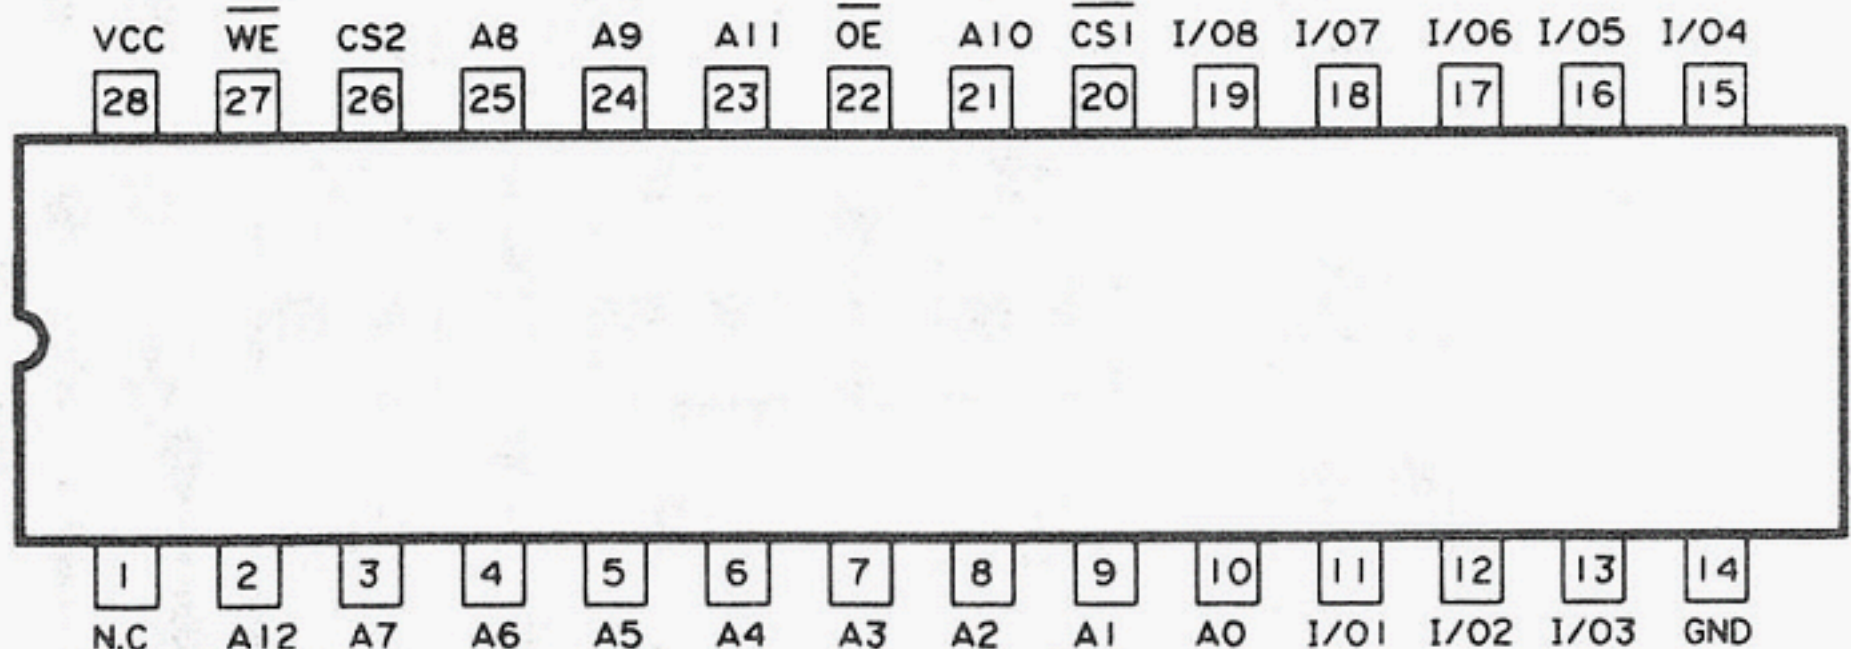 VCC WE CS2 A8 A9 A11 OE A10 CS1 I/O8 I/O7 I/O6 I/O5 I/O4
28 27 26 25 24 23 22 21 20 19 18 17 16 15
1 2 3 4 5 6 7 8 9 10 11 12 13 14
N.C A12 A7 A6 A5 A4 A3 A2 A1 A0 I/O1 I/O2 I/O3 GND